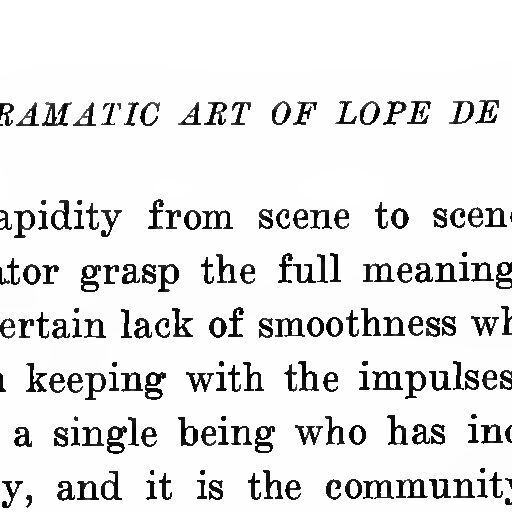 RAMATIC ART OF LOPE DE
apidity from scene to scen
ator grasp the full meaning
ertain lack of smoothness wh
keeping with the impulses
a single being who has inc
y, and it is the community